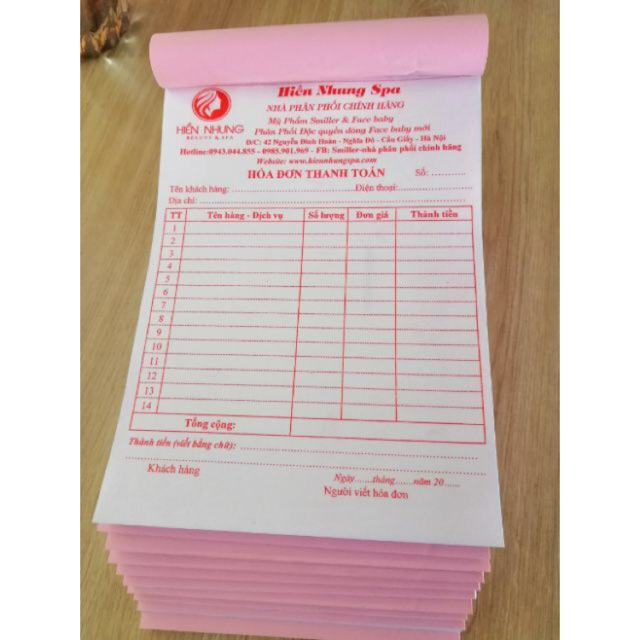 Hiền Nhung Spa
NHÀ PHÂN PHỐI CHÍNH HÃNG
Mỹ Phẩm Smiller & Face baby
Phân Phối Độc quyền dòng Face baby mới
HIỀN NHUNG
BEAUTY & SPA
Đ/C: 42 Nguyễn Đình Hoàn - Nghĩa Đô - Cầu Giấy - Hà Nội
Hotline:0943.044.855 - 0985.901.969 - FB: Smiller-nhà phân phối chính hãng
Website: www.hiennhungspa.com
HÓA ĐƠN THANH TOÁN Số: ............
Tên khách hàng: ................................Điện thoại:....................
Địa chỉ: ................................................................
TT Tên hàng - Dịch vụ Số lượng Đơn giá Thành tiền
1
2
3
4
5
6
7
8
9
10
11
12
13
14
Tổng cộng:
Thành tiền (viết bằng chữ): ................................................
Khách hàng
Ngày......tháng......năm 20......
Người viết hóa đơn